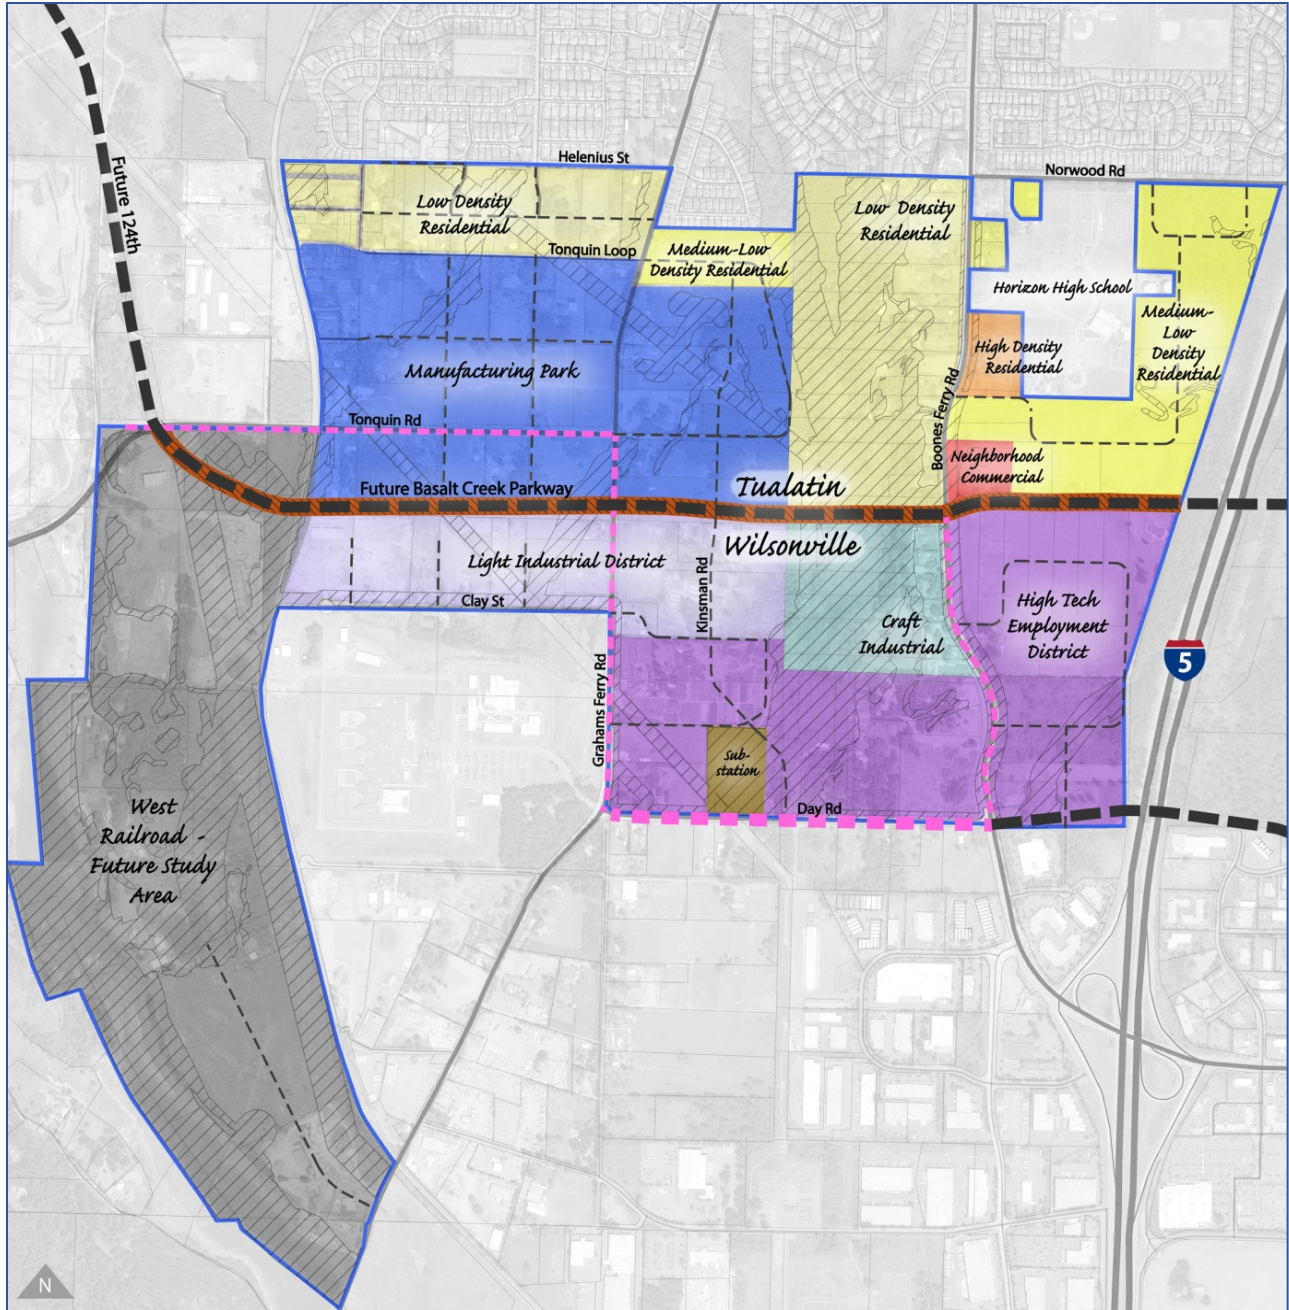 Helenius St
Norwood Rd
Future 124th
Low Density
Residential
Tonquin Loop
Medium-Low
Density Residential
Low Density
Residential
Horizon High School
Medium-
Low
Density
Residential
High Density
Residential
Manufacturing Park
Boones Ferry Rd
Tonquin Rd
Neighborhood
Commercial
Future Basalt Creek Parkway
Tualatin
Wilsonville
Light Industrial District
Kinsman Rd
Clay St
Craft
Industrial
High Tech
Employment
District
5
Grahams Ferry Rd
Sub-
station
Day Rd
West
Railroad -
Future Study
Area
N